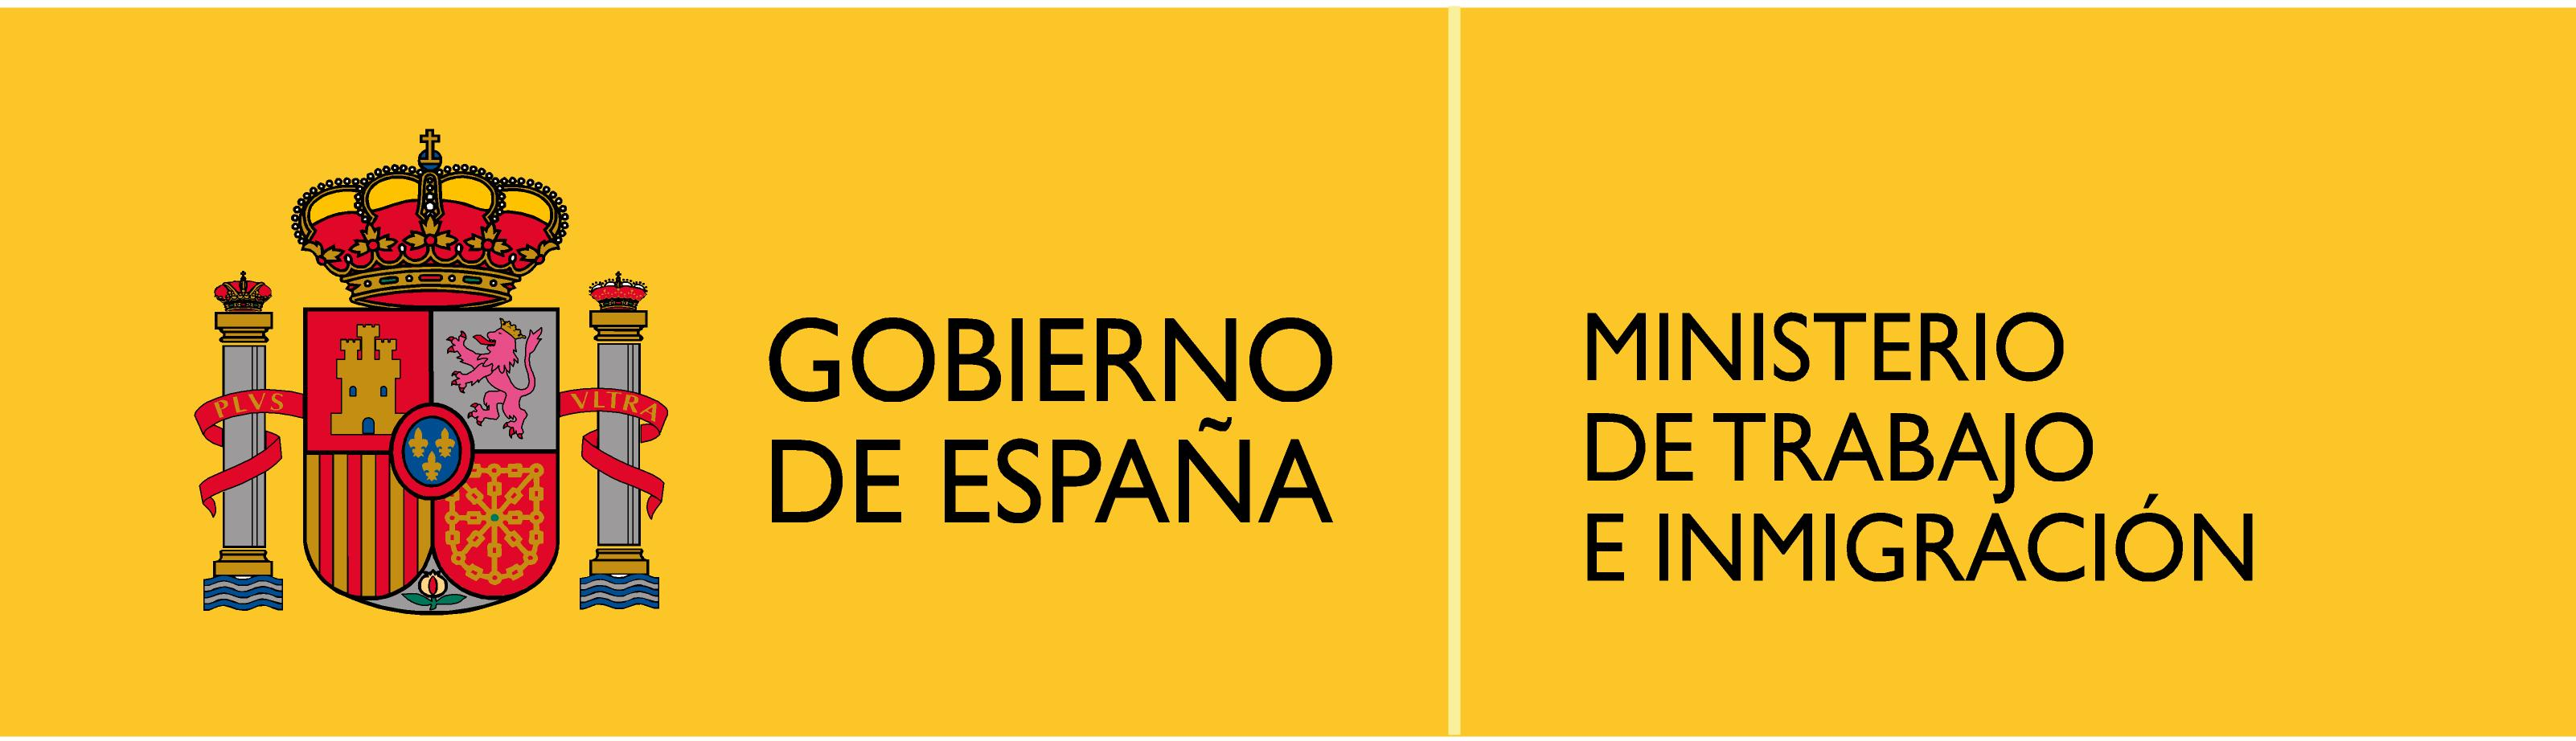 PLVS VLTRA
GOBIERNO
DE ESPAÑA
MINISTERIO
DE TRABAJO
E INMIGRACIÓN